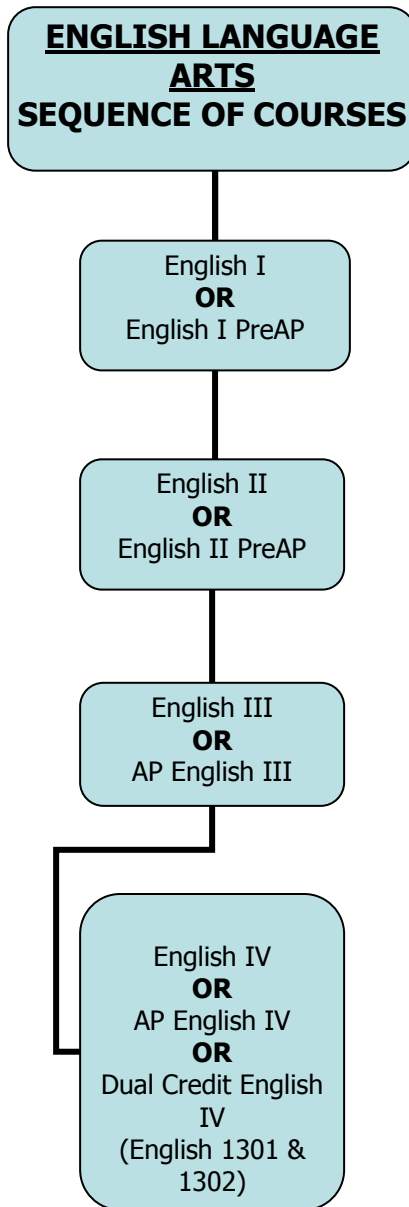 ENGLISH LANGUAGE
ARTS
SEQUENCE OF COURSES
English I
OR
English I PreAP
English II
OR
English II PreAP
English III
OR
AP English III
English IV
OR
AP English IV
OR
Dual Credit English
IV
(English 1301 &
1302)